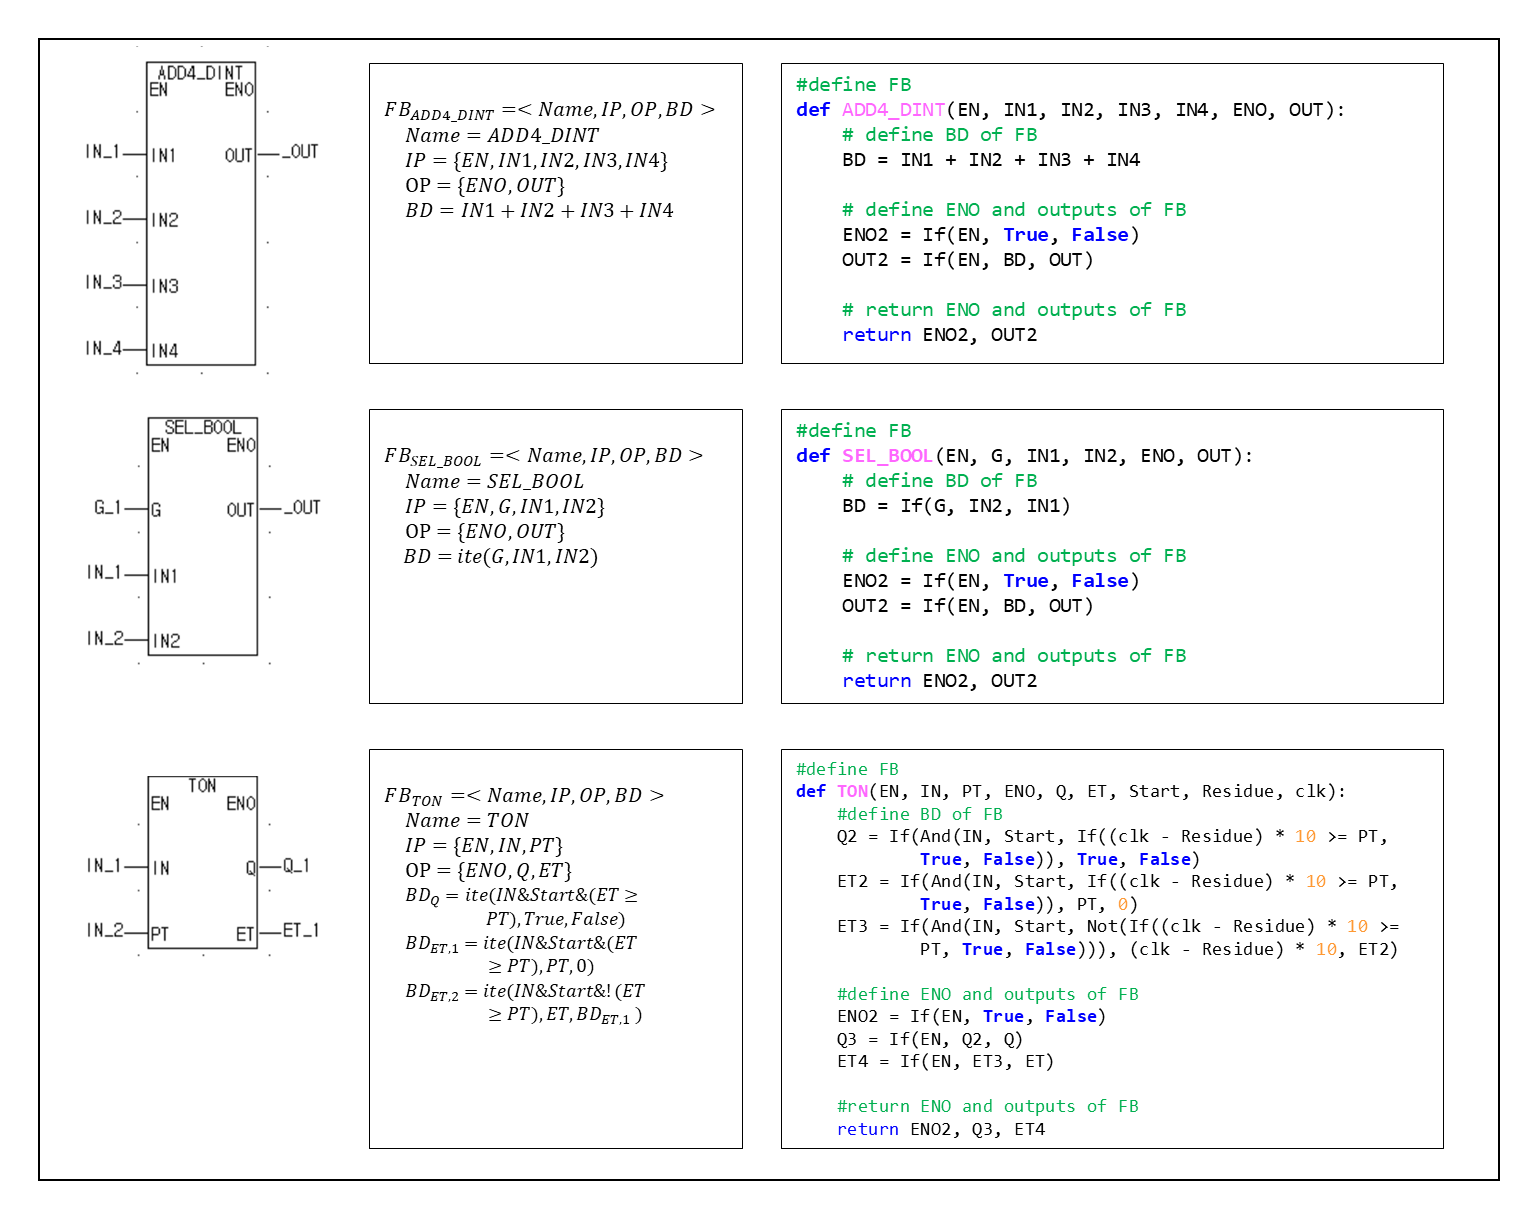 ADD4_DINT
EN ENO
IN_1 IN1 OUT _OUT
IN_2 IN2
IN_3 IN3
IN_4 IN4
𝐹𝐵_{ADD4_DINT} =< Name, IP, OP, BD >
Name = ADD4_DINT
IP = {EN, IN1, IN2, IN3, IN4}
OP = {ENO, OUT}
BD = IN1 + IN2 + IN3 + IN4
#define FB
def ADD4_DINT(EN, IN1, IN2, IN3, IN4, ENO, OUT):
# define BD of FB
BD = IN1 + IN2 + IN3 + IN4
# define ENO and outputs of FB
ENO2 = If(EN, True, False)
OUT2 = If(EN, BD, OUT)
# return ENO and outputs of FB
return ENO2, OUT2
SEL_BOOL
EN ENO
G_1 G OUT _OUT
IN_1 IN1
IN_2 IN2
FB_{SEL_BOOL} =< Name, IP, OP, BD >
Name = SEL_BOOL
IP = {EN, G, IN1, IN2}
OP = {ENO, OUT}
BD = ite(G, IN1, IN2)
#define FB
def SEL_BOOL(EN, G, IN1, IN2, ENO, OUT):
# define BD of FB
BD = If(G, IN2, IN1)
# define ENO and outputs of FB
ENO2 = If(EN, True, False)
OUT2 = If(EN, BD, OUT)
# return ENO and outputs of FB
return ENO2, OUT2
TON
EN ENO
IN_1 IN Q Q_1
IN_2 PT ET ET_1
FB_{TON} =< Name, IP, OP, BD >
Name = TON
IP = {EN, IN, PT}
OP = {ENO, Q, ET}
BD_Q = ite(IN&Start&(ET ≥
PT), True, False)
BD_{ET,1} = ite(IN&Start&(ET
≥ PT), PT, 0)
BD_{ET,2} = ite(IN&Start&! (ET
≥ PT), ET, BD_{ET,1} )
#define FB
def TON(EN, IN, PT, ENO, Q, ET, Start, Residue, clk):
#define BD of FB
Q2 = If(And(IN, Start, If((clk - Residue) * 10 >= PT,
True, False)), True, False)
ET2 = If(And(IN, Start, If((clk - Residue) * 10 >= PT,
True, False)), PT, 0)
ET3 = If(And(IN, Start, Not(If((clk - Residue) * 10 >=
PT, True, False))), (clk - Residue) * 10, ET2)
#define ENO and outputs of FB
ENO2 = If(EN, True, False)
Q3 = If(EN, Q2, Q)
ET4 = If(EN, ET3, ET)
#return ENO and outputs of FB
return ENO2, Q3, ET4